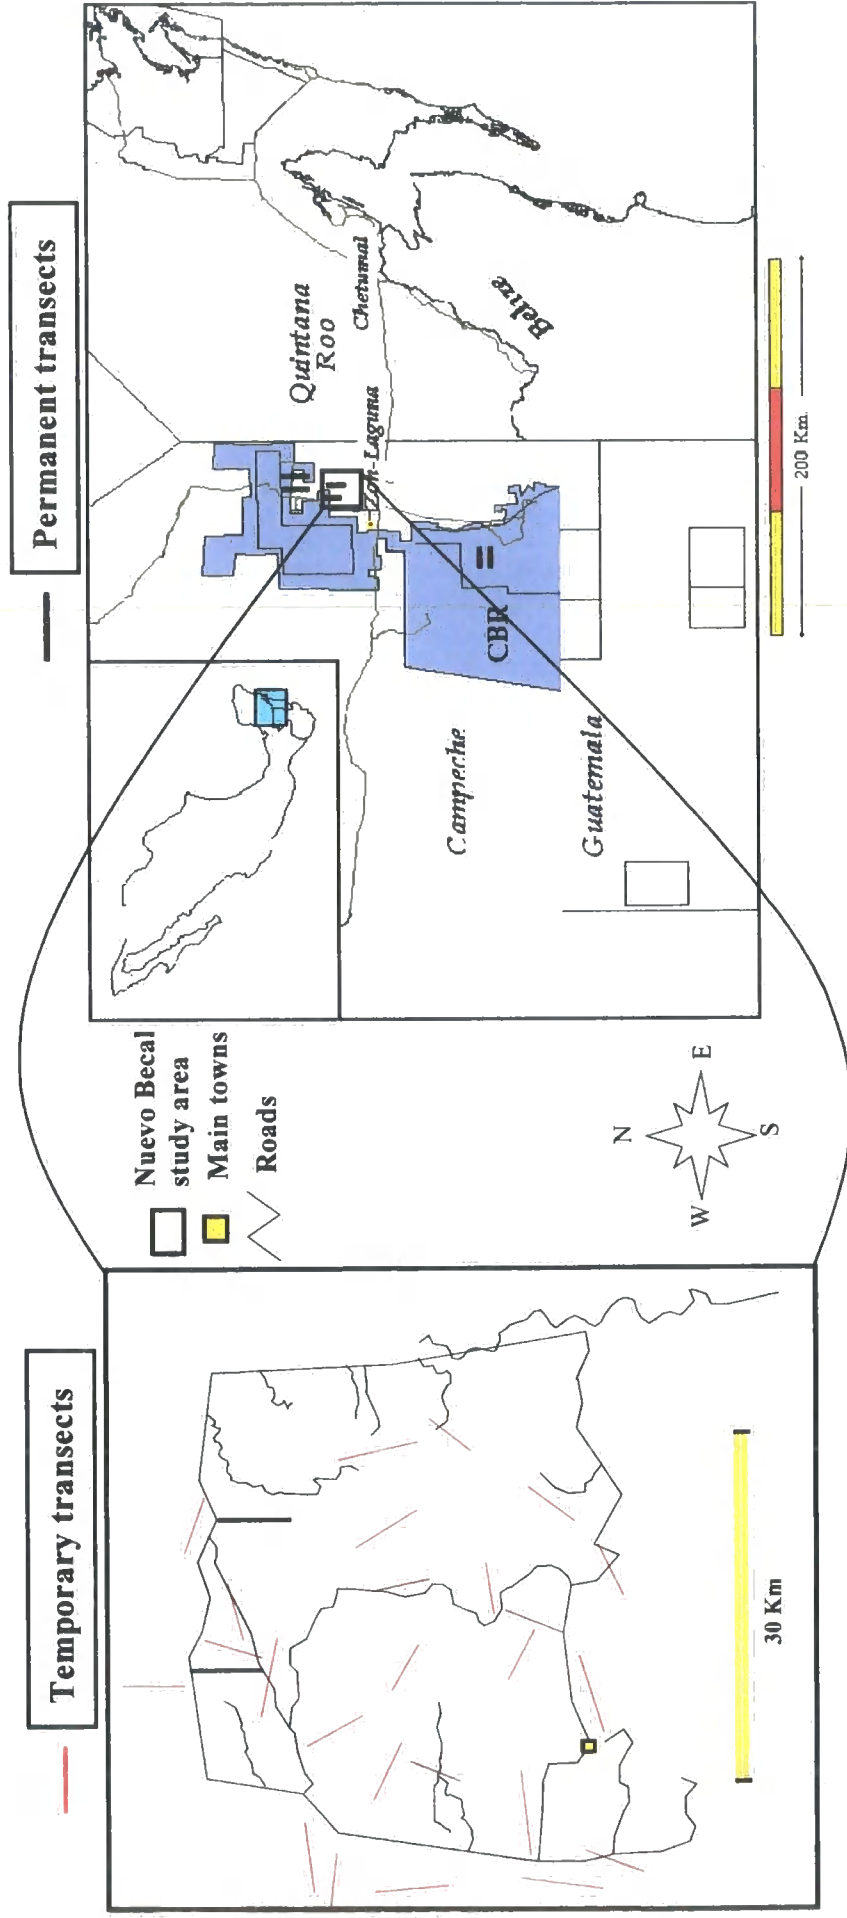 Temporary transects
Permanent transects
Nuevo Becal
study area
Main towns
Roads
N
W
E
S
30 Km
Quintana
Roo
Chetumal
Zoh-Laguna
Belize
CBR
Campeche
Guatemala
200 Km.